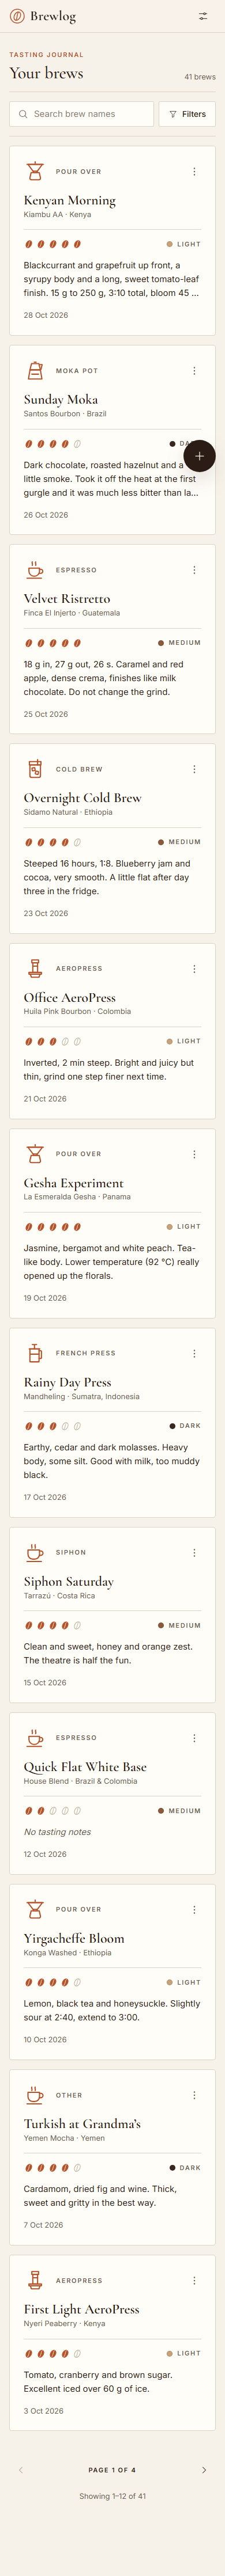 Brewlog
TASTING JOURNAL
Your brews
41 brews
Search brew names
Filters
POUR OVER
Kenyan Morning
Kiambu AA · Kenya
LIGHT
Blackcurrant and grapefruit up front, a
syrupy body and a long, sweet tomato-leaf
finish. 15 g to 250 g, 3:10 total, bloom 45 ...
28 Oct 2026
MOKA POT
Sunday Moka
Santos Bourbon · Brazil
Dark chocolate, roasted hazelnut and a
little smoke. Took it off the heat at the first
gurgle and it was much less bitter than la...
26 Oct 2026
ESPRESSO
Velvet Ristretto
Finca El Injerto · Guatemala
MEDIUM
18 g in, 27 g out, 26 s. Caramel and red
apple, dense crema, finishes like milk
chocolate. Do not change the grind.
25 Oct 2026
COLD BREW
Overnight Cold Brew
Sidamo Natural · Ethiopia
MEDIUM
Steeped 16 hours, 1:8. Blueberry jam and
cocoa, very smooth. A little flat after day
three in the fridge.
23 Oct 2026
AEROPRESS
Office AeroPress
Huila Pink Bourbon · Colombia
LIGHT
Inverted, 2 min steep. Bright and juicy but
thin, grind one step finer next time.
21 Oct 2026
POUR OVER
Gesha Experiment
La Esmeralda Gesha · Panama
LIGHT
Jasmine, bergamot and white peach. Tea-
like body. Lower temperature (92 °C) really
opened up the florals.
19 Oct 2026
FRENCH PRESS
Rainy Day Press
Mandheling · Sumatra, Indonesia
DARK
Earthy, cedar and dark molasses. Heavy
body, some silt. Good with milk, too muddy
black.
17 Oct 2026
SIPHON
Siphon Saturday
Tarrazú · Costa Rica
MEDIUM
Clean and sweet, honey and orange zest.
The theatre is half the fun.
15 Oct 2026
ESPRESSO
Quick Flat White Base
House Blend · Brazil & Colombia
MEDIUM
No tasting notes
12 Oct 2026
POUR OVER
Yirgacheffe Bloom
Konga Washed · Ethiopia
LIGHT
Lemon, black tea and honeysuckle. Slightly
sour at 2:40, extend to 3:00.
10 Oct 2026
OTHER
Turkish at Grandma's
Yemen Mocha · Yemen
DARK
Cardamom, dried fig and wine. Thick,
sweet and gritty in the best way.
7 Oct 2026
AEROPRESS
First Light AeroPress
Nyeri Peaberry · Kenya
LIGHT
Tomato, cranberry and brown sugar.
Excellent iced over 60 g of ice.
3 Oct 2026
PAGE 1 OF 4
Showing 1–12 of 41